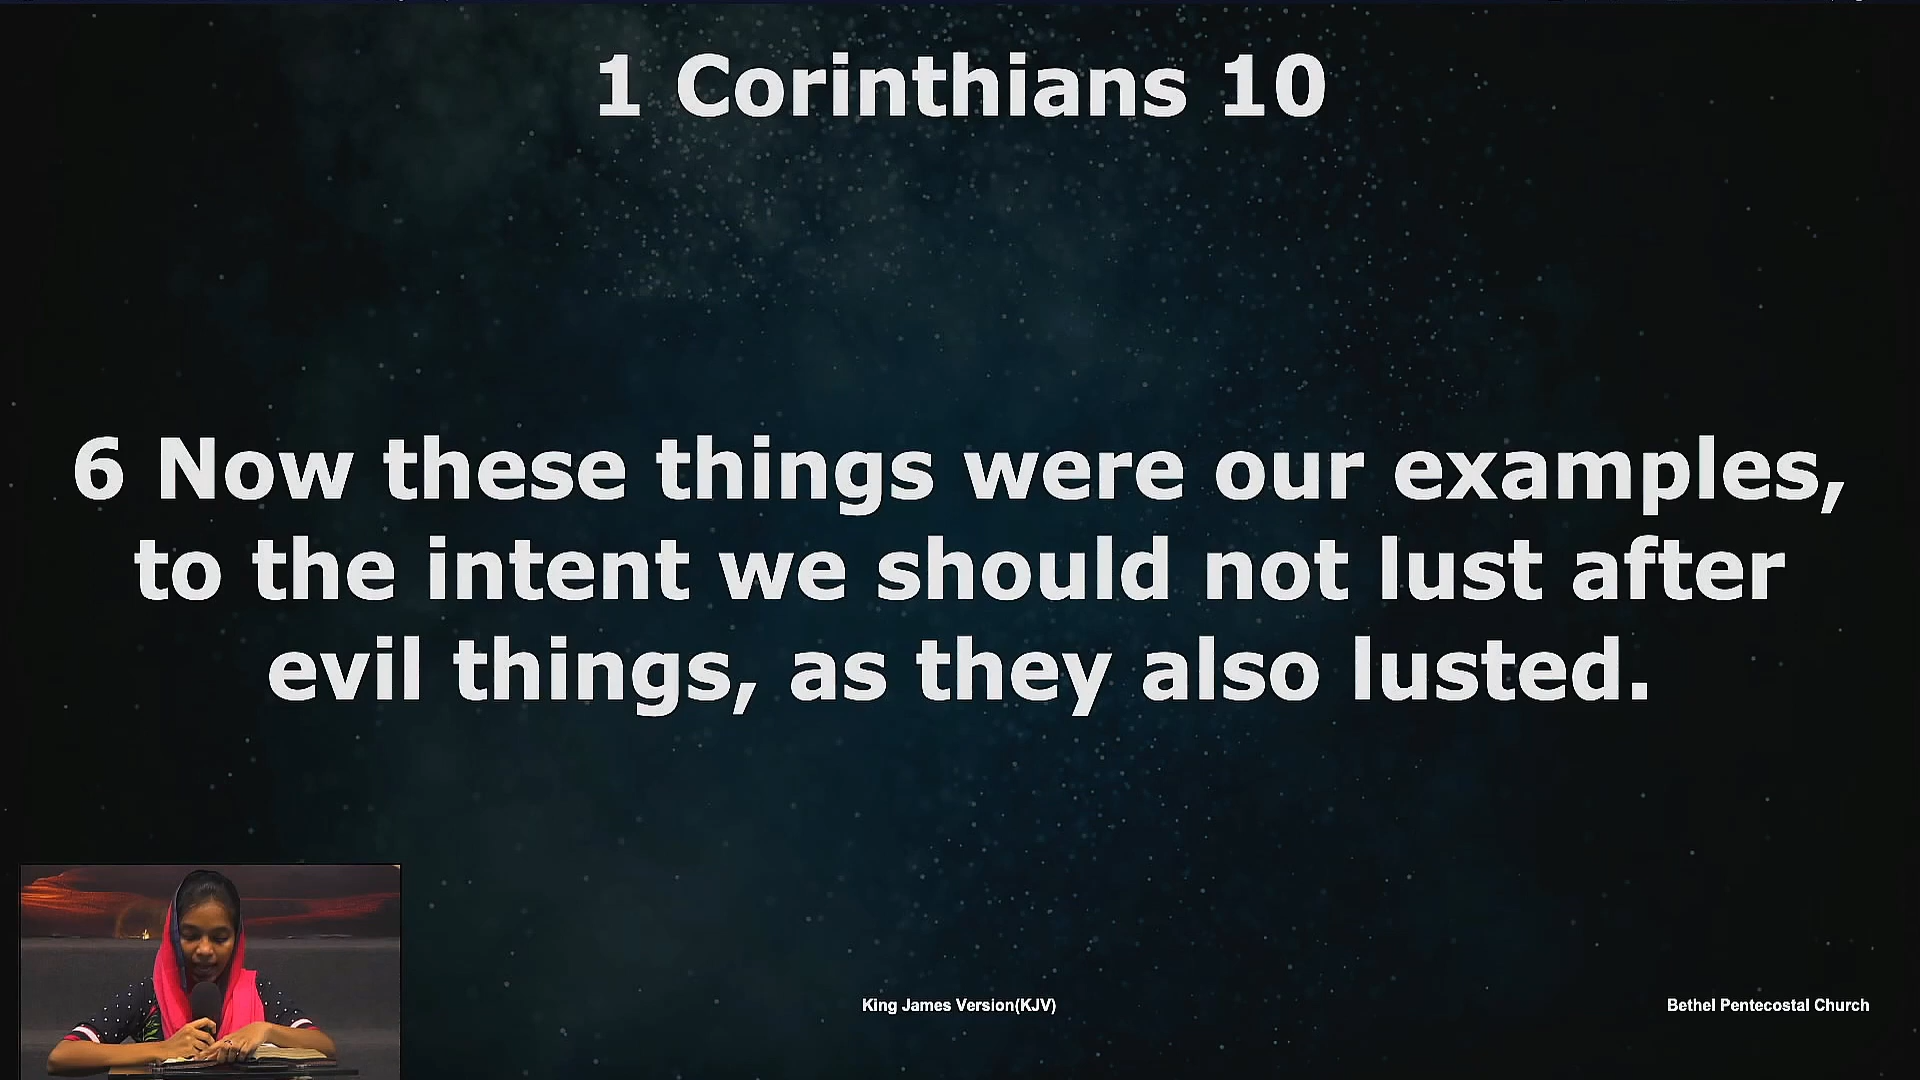 1 Corinthians 10
6 Now these things were our examples,
to the intent we should not lust after
evil things, as they also lusted.
King James Version(KJV)
Bethel Pentecostal Church